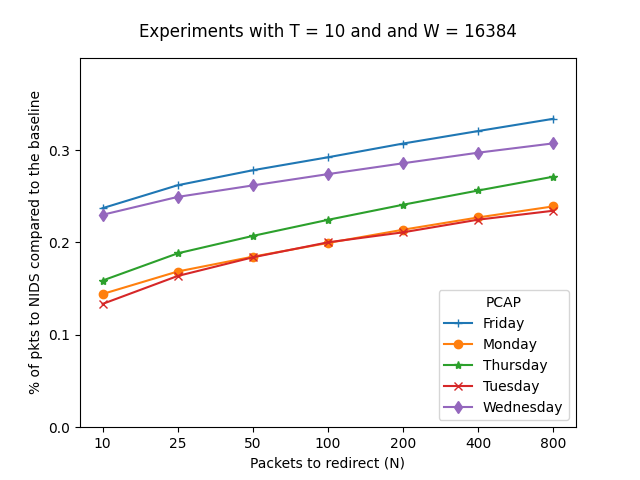 Experiments with T = 10 and and W = 16384
% of pkts to NIDS compared to the baseline
0.3
0.2
0.1
0.0
10 25 50 100 200 400 800
Packets to redirect (N)
PCAP
Friday
Monday
Thursday
Tuesday
Wednesday